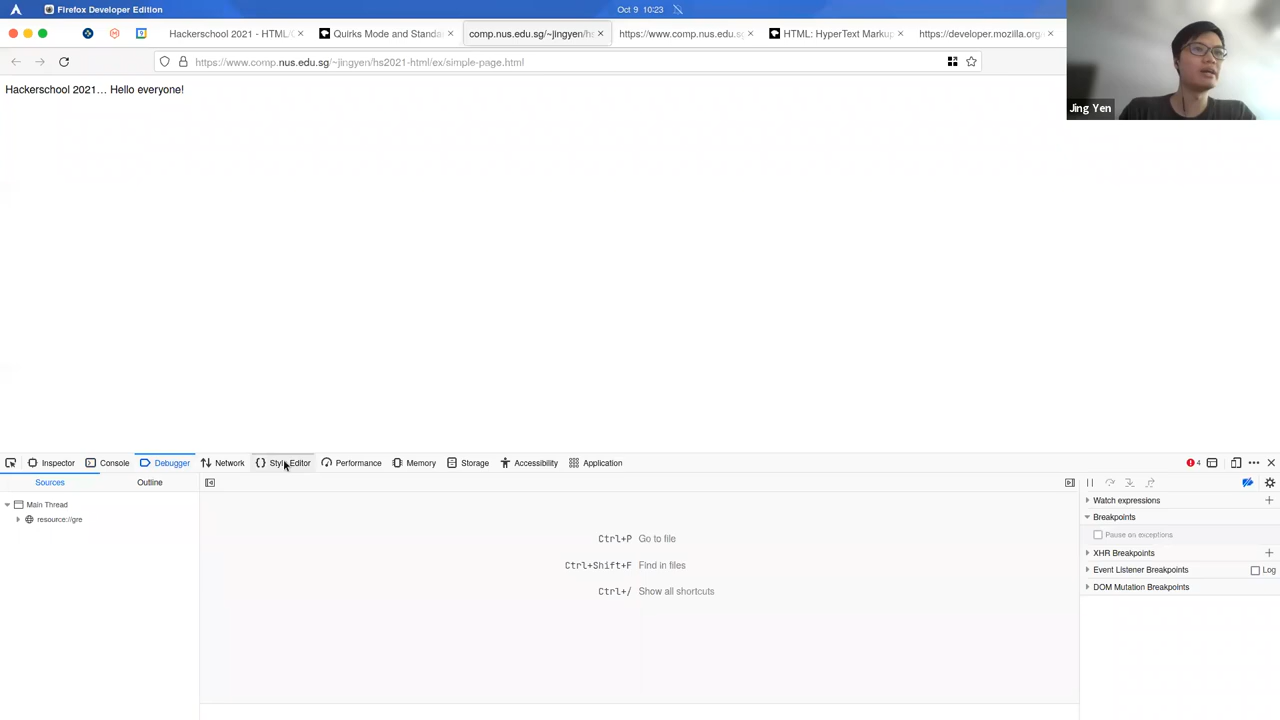 Firefox Developer Edition
Oct 9 10:23
Hackerschool 2021 - HTML/
Quirks Mode and Standa
comp.nus.edu.sg/~jingyen/hs
https://www.comp.nus.edu.sg
HTML: HyperText Marku
https://developer.mozilla.org
https://www.comp.nus.edu.sg/~jingyen/hs2021-html/ex/simple-page.html
Jing Yen
Hackerschool 2021… Hello everyone!
Inspector
Console
Debugger
Network
Style Editor
Performance
Memory
Storage
Accessibility
Application
4
Sources
Outline
Main Thread
resource://gre
Ctrl+P Go to file
Ctrl+Shift+F Find in files
Ctrl+/ Show all shortcuts
Watch expressions
Breakpoints
Pause on exceptions
XHR Breakpoints
Event Listener Breakpoints
Log
DOM Mutation Breakpoints